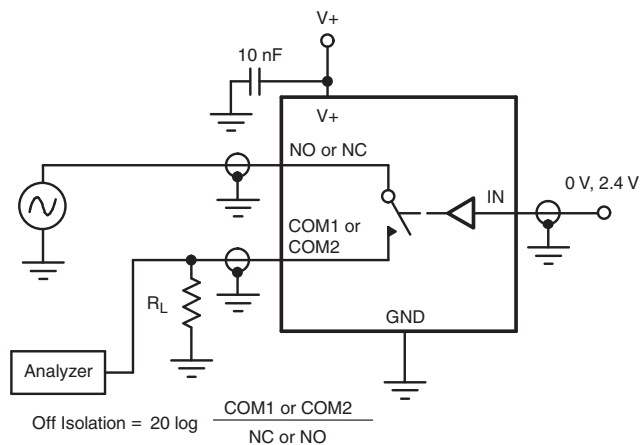 V+
10 nF
V+
NO or NC
0 V, 2.4 V
IN
COM1 or
COM2
RL
GND
Analyzer
Off Isolation = 20 log COM1 or COM2
NC or NO